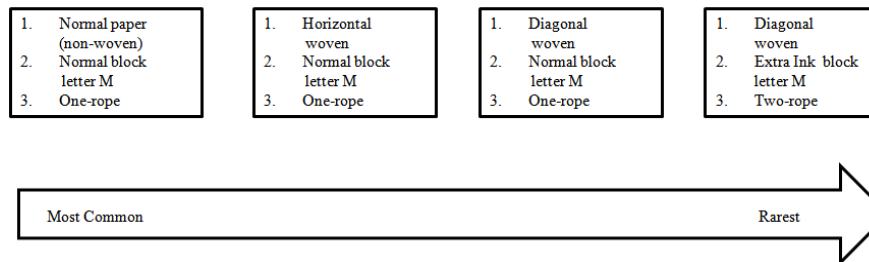 1. Normal paper
(non-woven)
2. Normal block
letter M
3. One-rope
1. Horizontal
woven
2. Normal block
letter M
3. One-rope
1. Diagonal
woven
2. Normal block
letter M
3. One-rope
1. Diagonal
woven
2. Extra Ink block
letter M
3. Two-rope
Most Common
Rarest